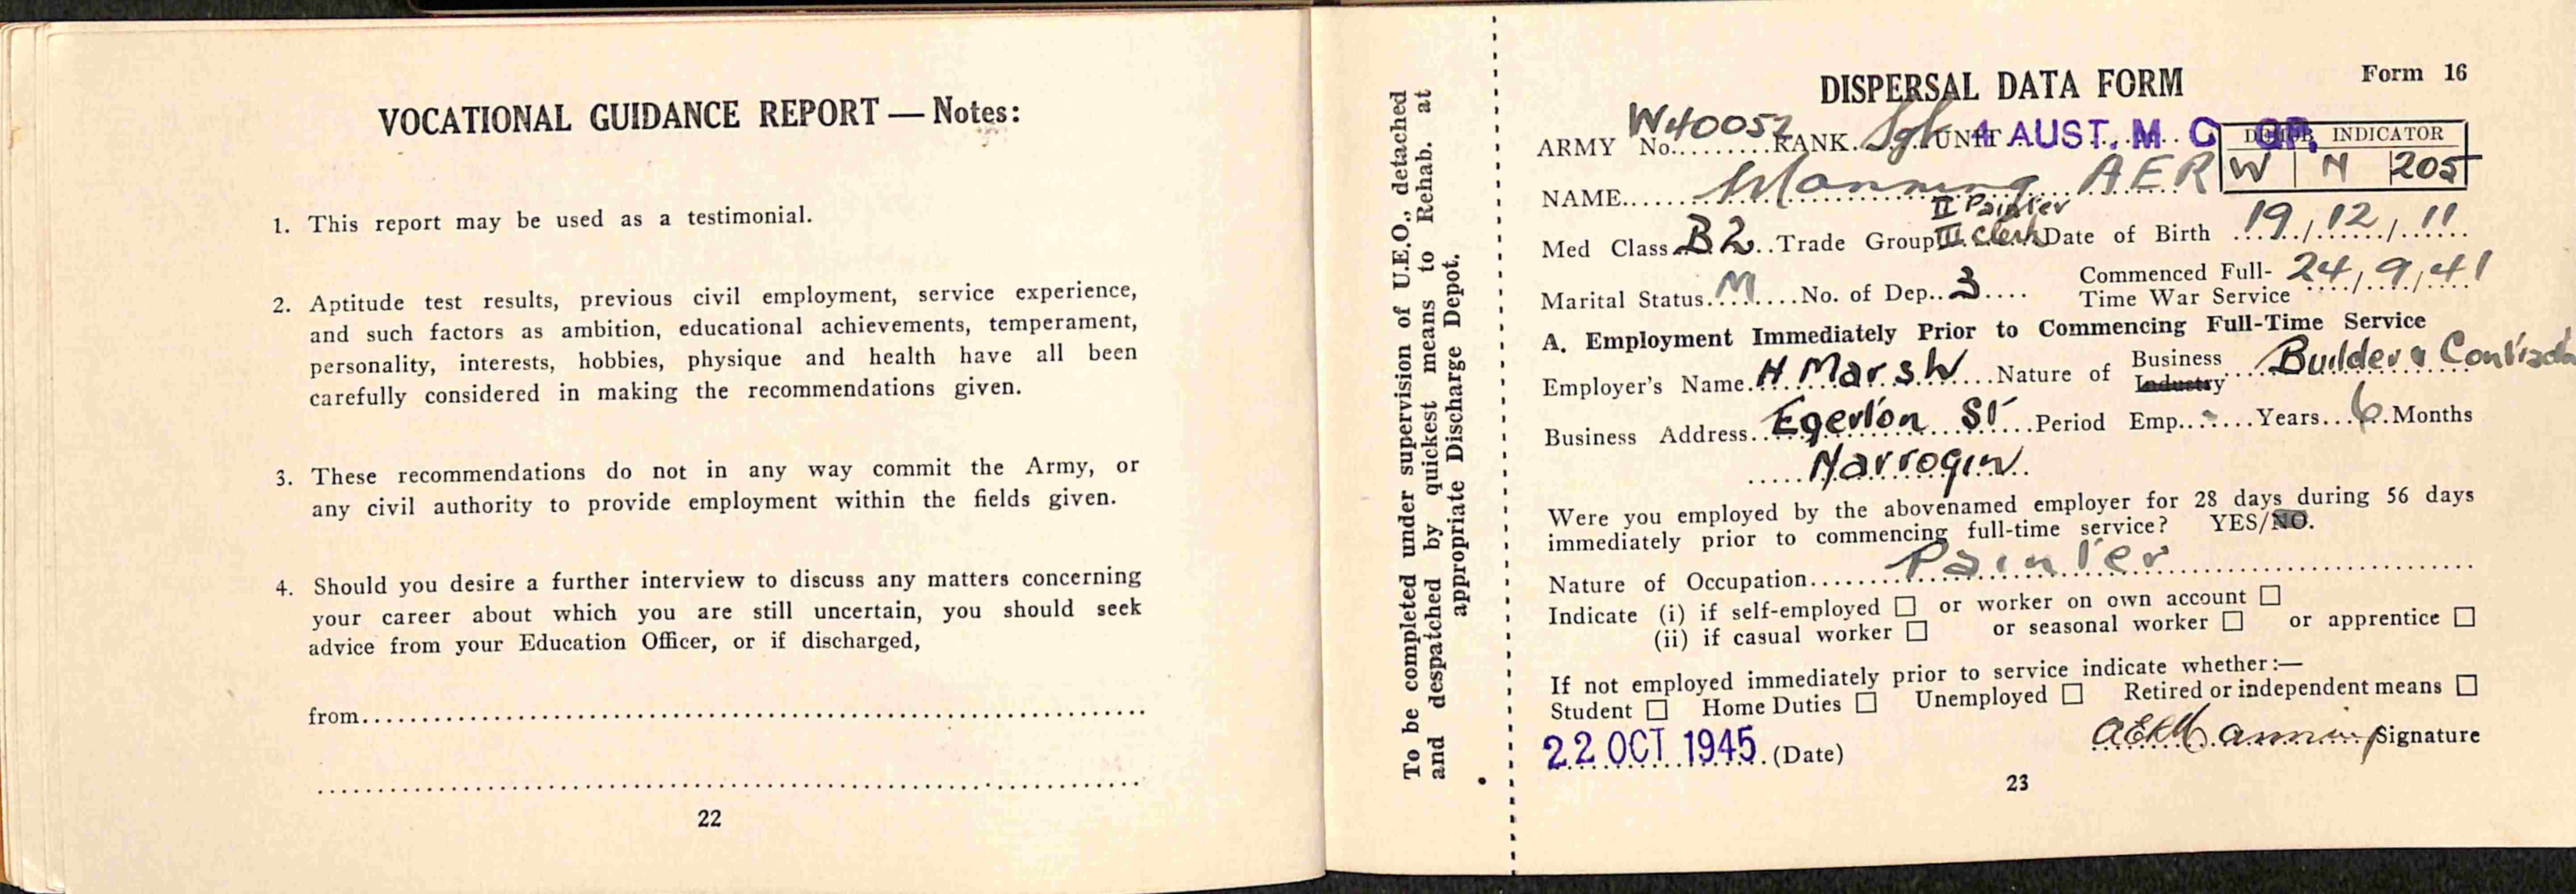 VOCATIONAL GUIDANCE REPORT — Notes:
1. This report may be used as a testimonial.
2. Aptitude test results, previous civil employment, service experience,
and such factors as ambition, educational achievements, temperament,
personality, interests, hobbies, physique and health have all been
carefully considered in making the recommendations given.
3. These recommendations do not in any way commit the Army, or
any civil authority to provide employment within the fields given.
4. Should you desire a further interview to discuss any matters concerning
your career about which you are still uncertain, you should seek
advice from your Education Officer, or if discharged,
from
22
To be completed under supervision of U.E.O., detached
and despatched by quickest means to Rehab. at
appropriate Discharge Depot.
Form 16
DISPERSAL DATA FORM
ARMY No. W40052 RANK. Sgt UNIT 4 AUST. M C GP. DEMOB INDICATOR
W N 205
NAME Manning AER
II Painter
Med Class B2 Trade Group III Clerk Date of Birth 19/12/11
Marital Status M No. of Dep. 3 Commenced Full-Time War Service 24/9/41
A. Employment Immediately Prior to Commencing Full-Time Service
Employer's Name H Marsh Nature of Business Industry Builder & Contractor
Business Address Egerton St Period Emp. - Years 6 Months
Narrogin
Were you employed by the abovenamed employer for 28 days during 56 days
immediately prior to commencing full-time service? YES/NO.
Nature of Occupation Painter
Indicate (i) if self-employed ☐ or worker on own account ☐
(ii) if casual worker ☐ or seasonal worker ☐ or apprentice ☐
If not employed immediately prior to service indicate whether:—
Student ☐ Home Duties ☐ Unemployed ☐ Retired or independent means ☐
22 OCT 1945 (Date) AERManning Signature
23